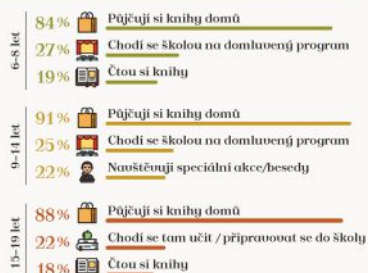 6–8 let
84 % Půjčují si knihy domů
27 % Chodí se školou na domluvený program
19 % Čtou si knihy
9–14 let
91 % Půjčují si knihy domů
25 % Chodí se školou na domluvený program
22 % Navštěvují speciální akce/besedy
15–19 let
88 % Půjčují si knihy domů
22 % Chodí se tam učit / připravovat se do školy
18 % Čtou si knihy